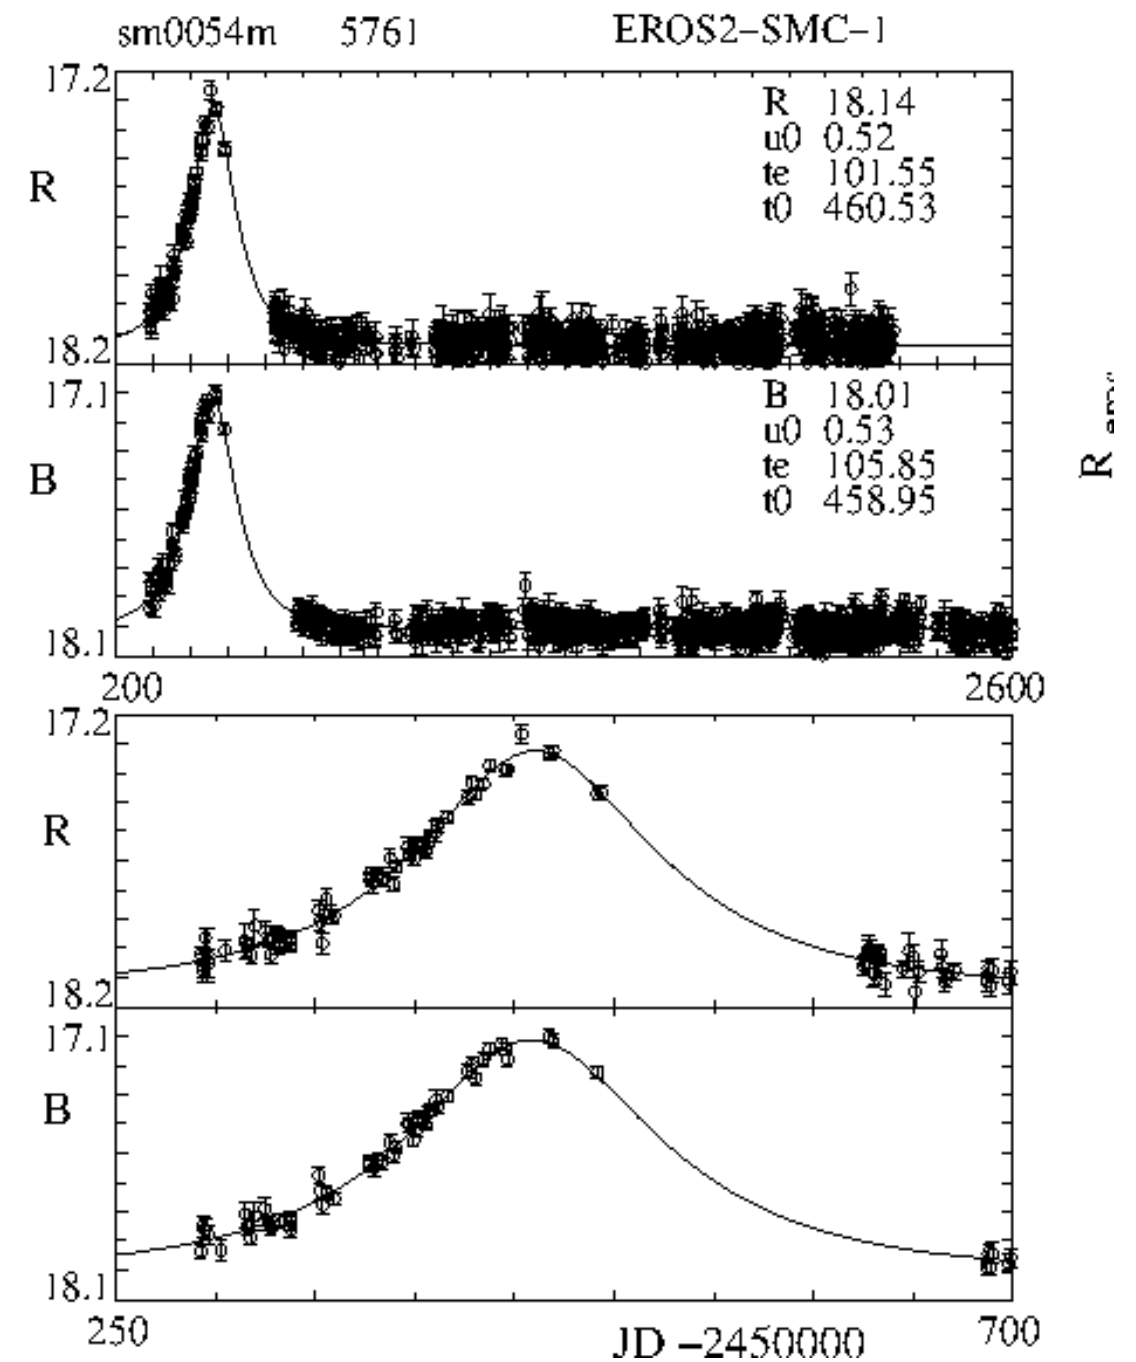 sm0054m 5761 EROS2-SMC-1
17.2
R 18.14
u0 0.52
te 101.55
t0 460.53
R
18.2
17.1
B 18.01
u0 0.53
te 105.85
t0 458.95
B
18.1
200 2600
17.2
R
18.2
17.1
B
18.1
250 JD -2450000 700
R